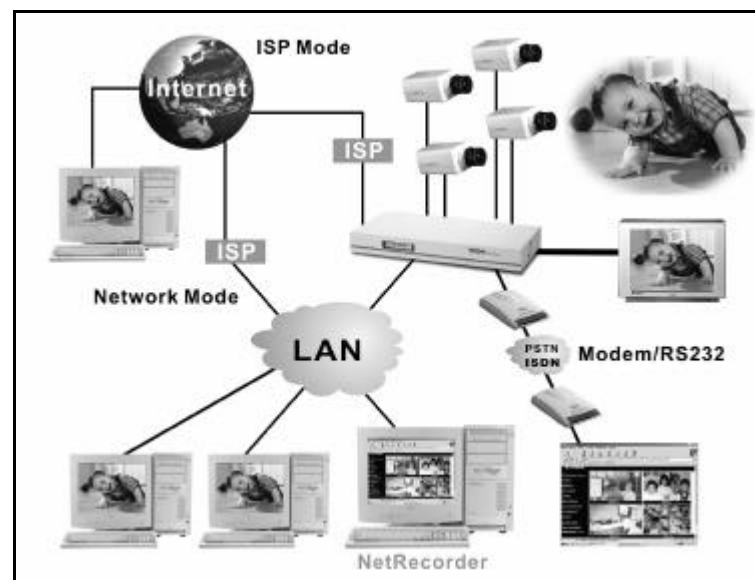 ISP Mode
Internet
ISP
ISP
Network Mode
LAN
PSTN
ISDN
Modem/RS232
NetRecorder